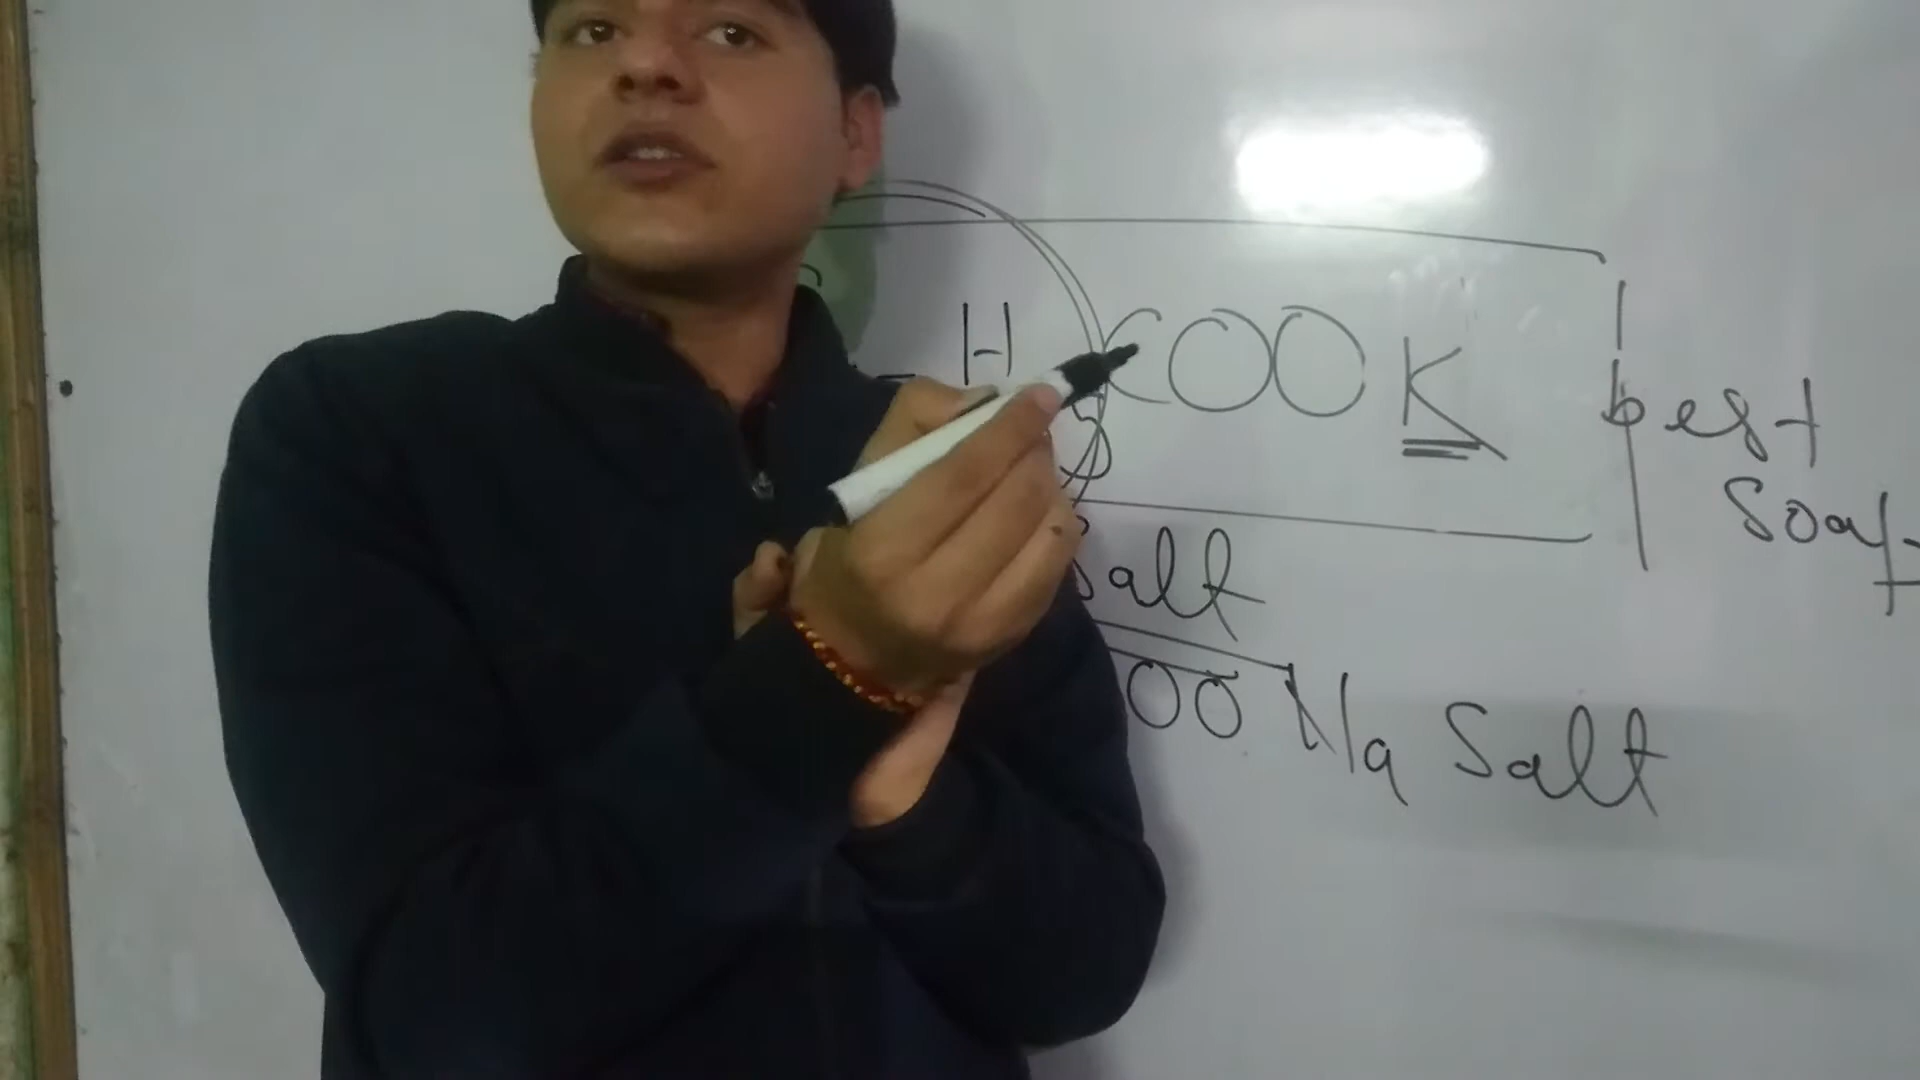 – H COOK
best
soap
Salt
OO Na Salt